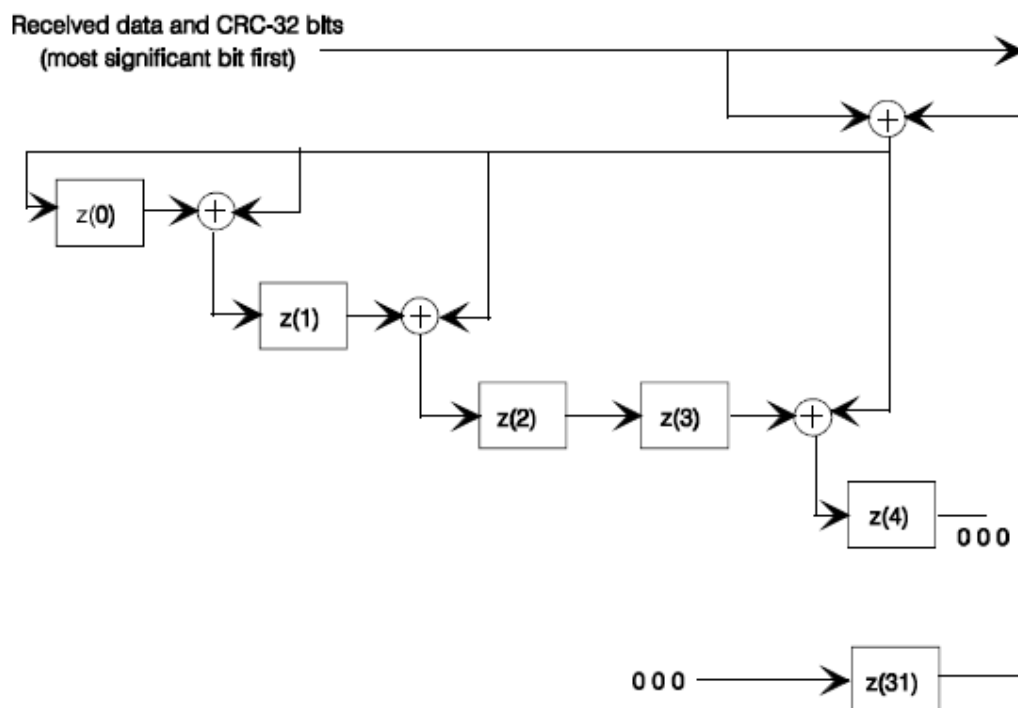 Received data and CRC-32 bits
(most significant bit first)
+
z(0)
+
z(1)
+
z(2)
z(3)
+
z(4)
0 0 0
0 0 0
z(31)